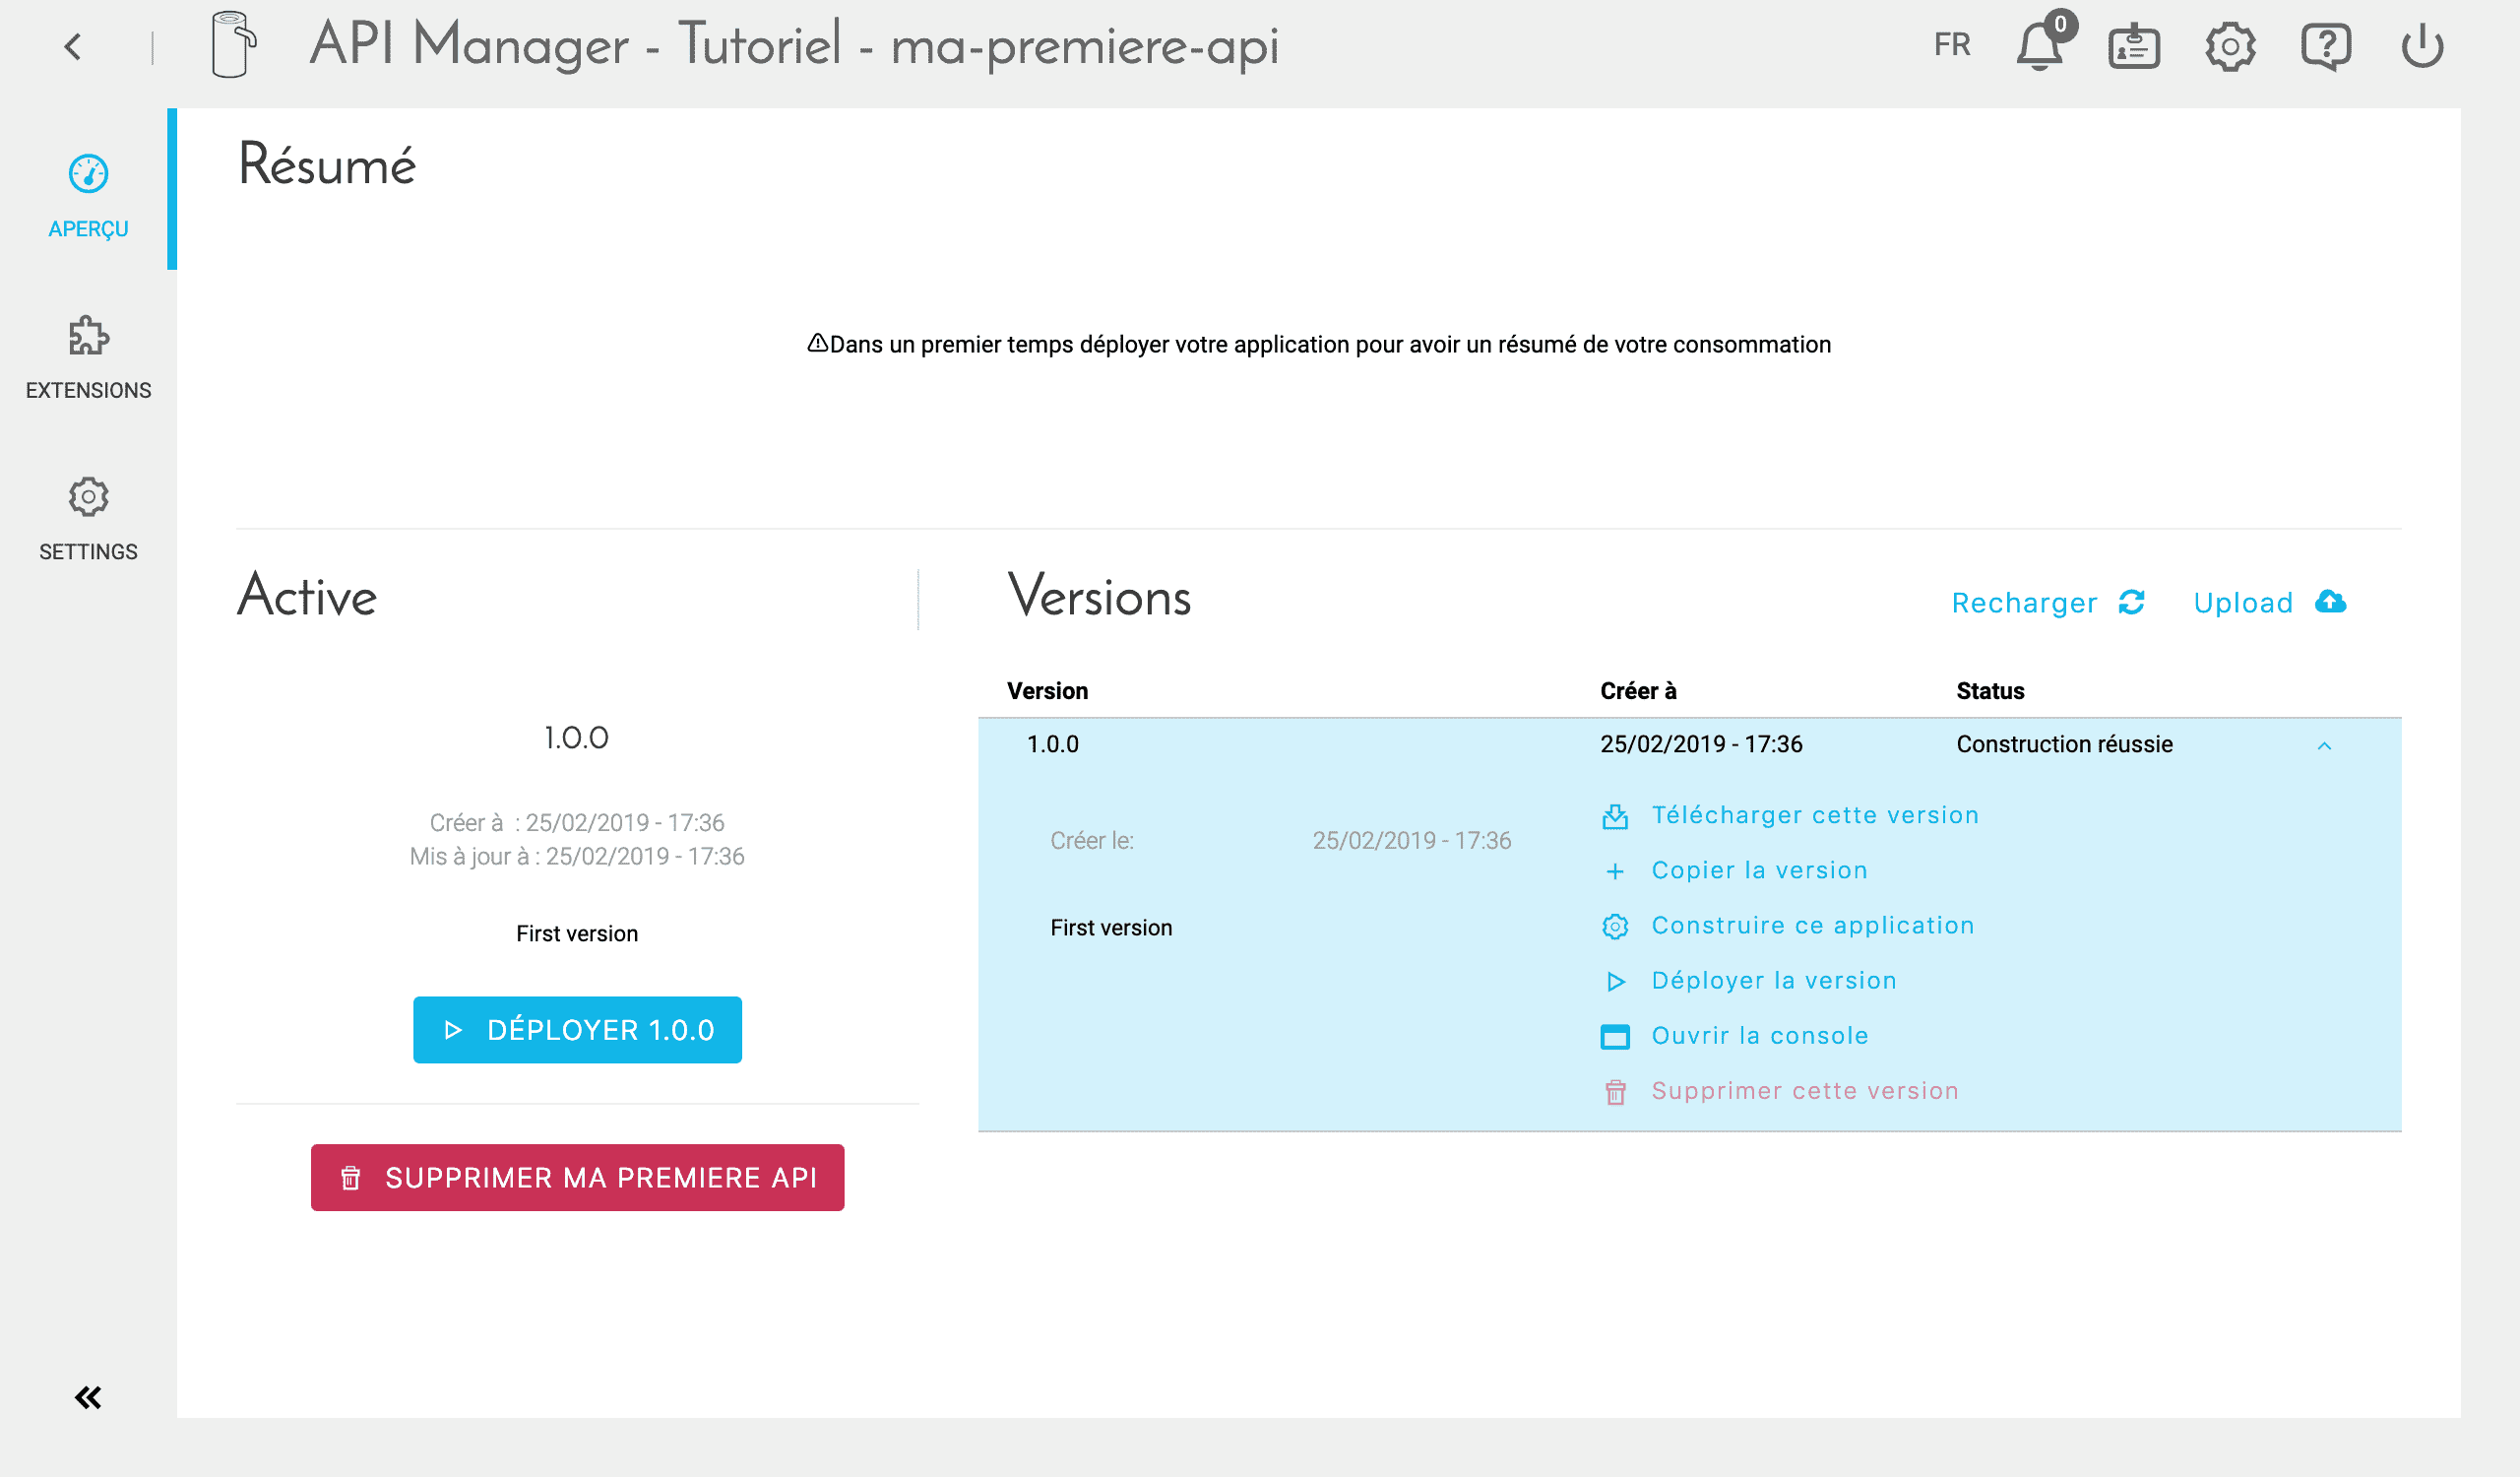 API Manager - Tutoriel - ma-premiere-api
FR
0
APERÇU
EXTENSIONS
SETTINGS
Résumé
Dans un premier temps déployer votre application pour avoir un résumé de votre consommation
Active
1.0.0
Créer à : 25/02/2019 - 17:36
Mis à jour à : 25/02/2019 - 17:36
First version
DÉPLOYER 1.0.0
SUPPRIMER MA PREMIERE API
Versions
Recharger
Upload
Version Créer à Status
1.0.0 25/02/2019 - 17:36 Construction réussie
Créer le: 25/02/2019 - 17:36
First version
Télécharger cette version
Copier la version
Construire ce application
Déployer la version
Ouvrir la console
Supprimer cette version